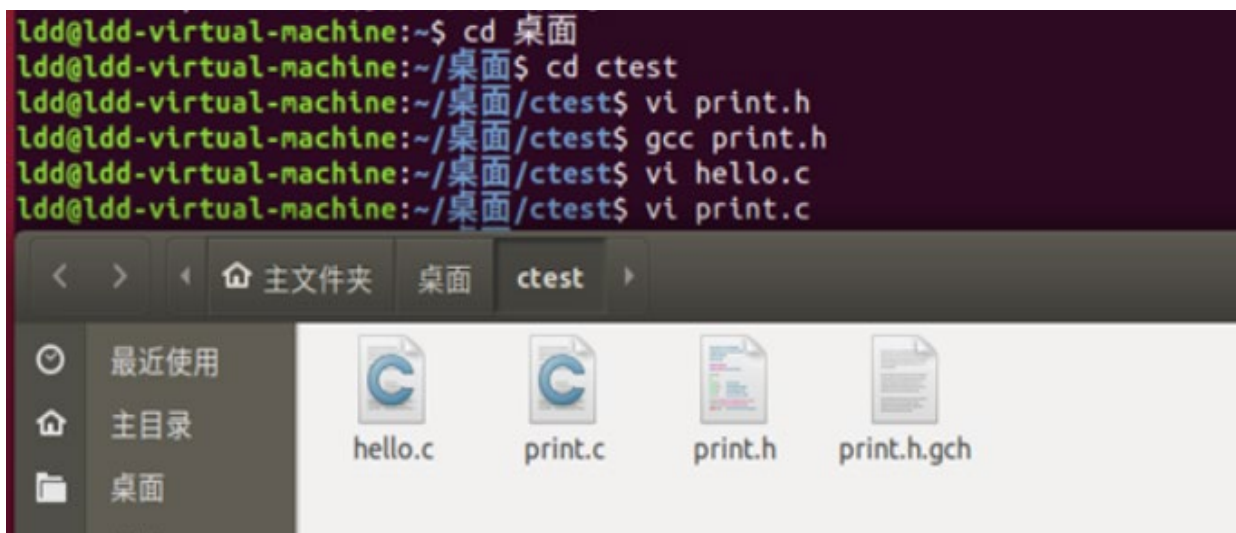 ldd@ldd-virtual-machine:~$ cd 桌面
ldd@ldd-virtual-machine:~/桌面$ cd ctest
ldd@ldd-virtual-machine:~/桌面/ctest$ vi print.h
ldd@ldd-virtual-machine:~/桌面/ctest$ gcc print.h
ldd@ldd-virtual-machine:~/桌面/ctest$ vi hello.c
ldd@ldd-virtual-machine:~/桌面/ctest$ vi print.c
主文件夹 桌面 ctest
最近使用
主目录
桌面
hello.c print.c print.h print.h.gch